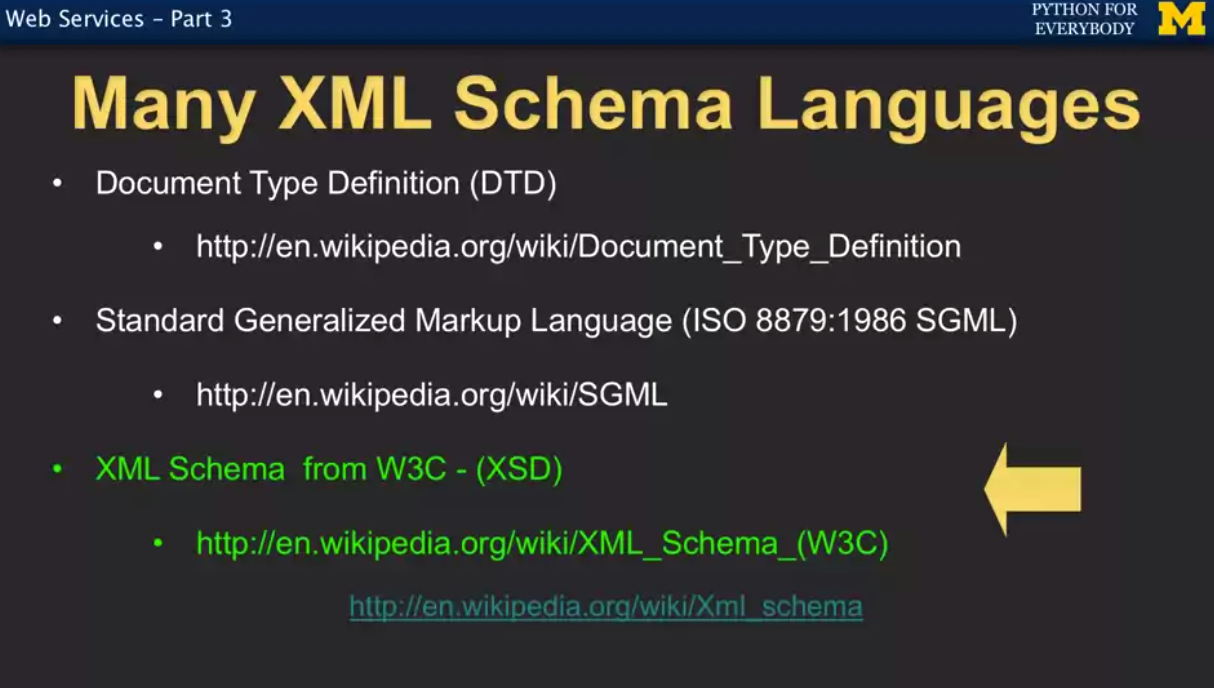 Web Services – Part 3
PYTHON FOR
EVERYBODY
M
Many XML Schema Languages
• Document Type Definition (DTD)
• http://en.wikipedia.org/wiki/Document_Type_Definition
• Standard Generalized Markup Language (ISO 8879:1986 SGML)
• http://en.wikipedia.org/wiki/SGML
• XML Schema from W3C - (XSD)
• http://en.wikipedia.org/wiki/XML_Schema_(W3C)
http://en.wikipedia.org/wiki/Xml_schema